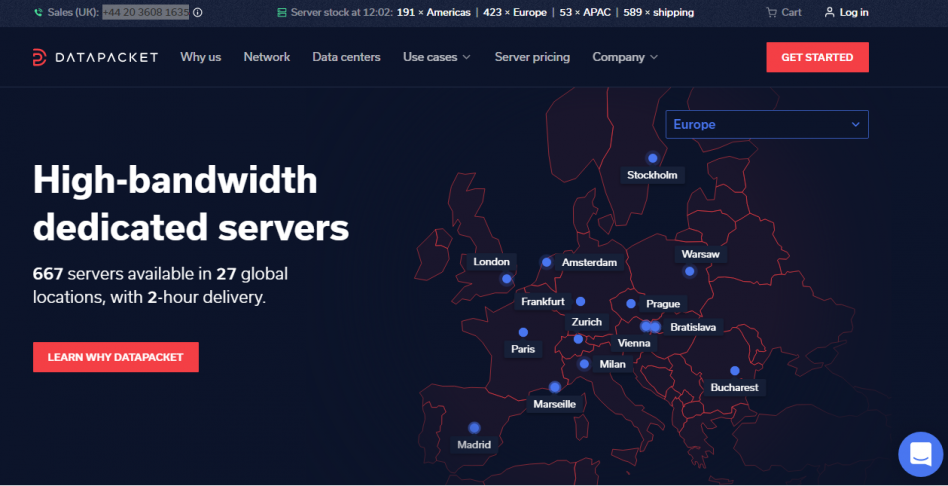 Sales (UK): +44 20 3608 1635
Server stock at 12:02: 191 × Americas | 423 × Europe | 53 × APAC | 589 × shipping
Cart
Log in
DATAPACKET
Why us
Network
Data centers
Use cases
Server pricing
Company
GET STARTED
Europe
High-bandwidth
dedicated servers
667 servers available in 27 global
locations, with 2-hour delivery.
LEARN WHY DATAPACKET
Stockholm
London
Amsterdam
Warsaw
Frankfurt
Prague
Zurich
Bratislava
Paris
Vienna
Milan
Bucharest
Marseille
Madrid